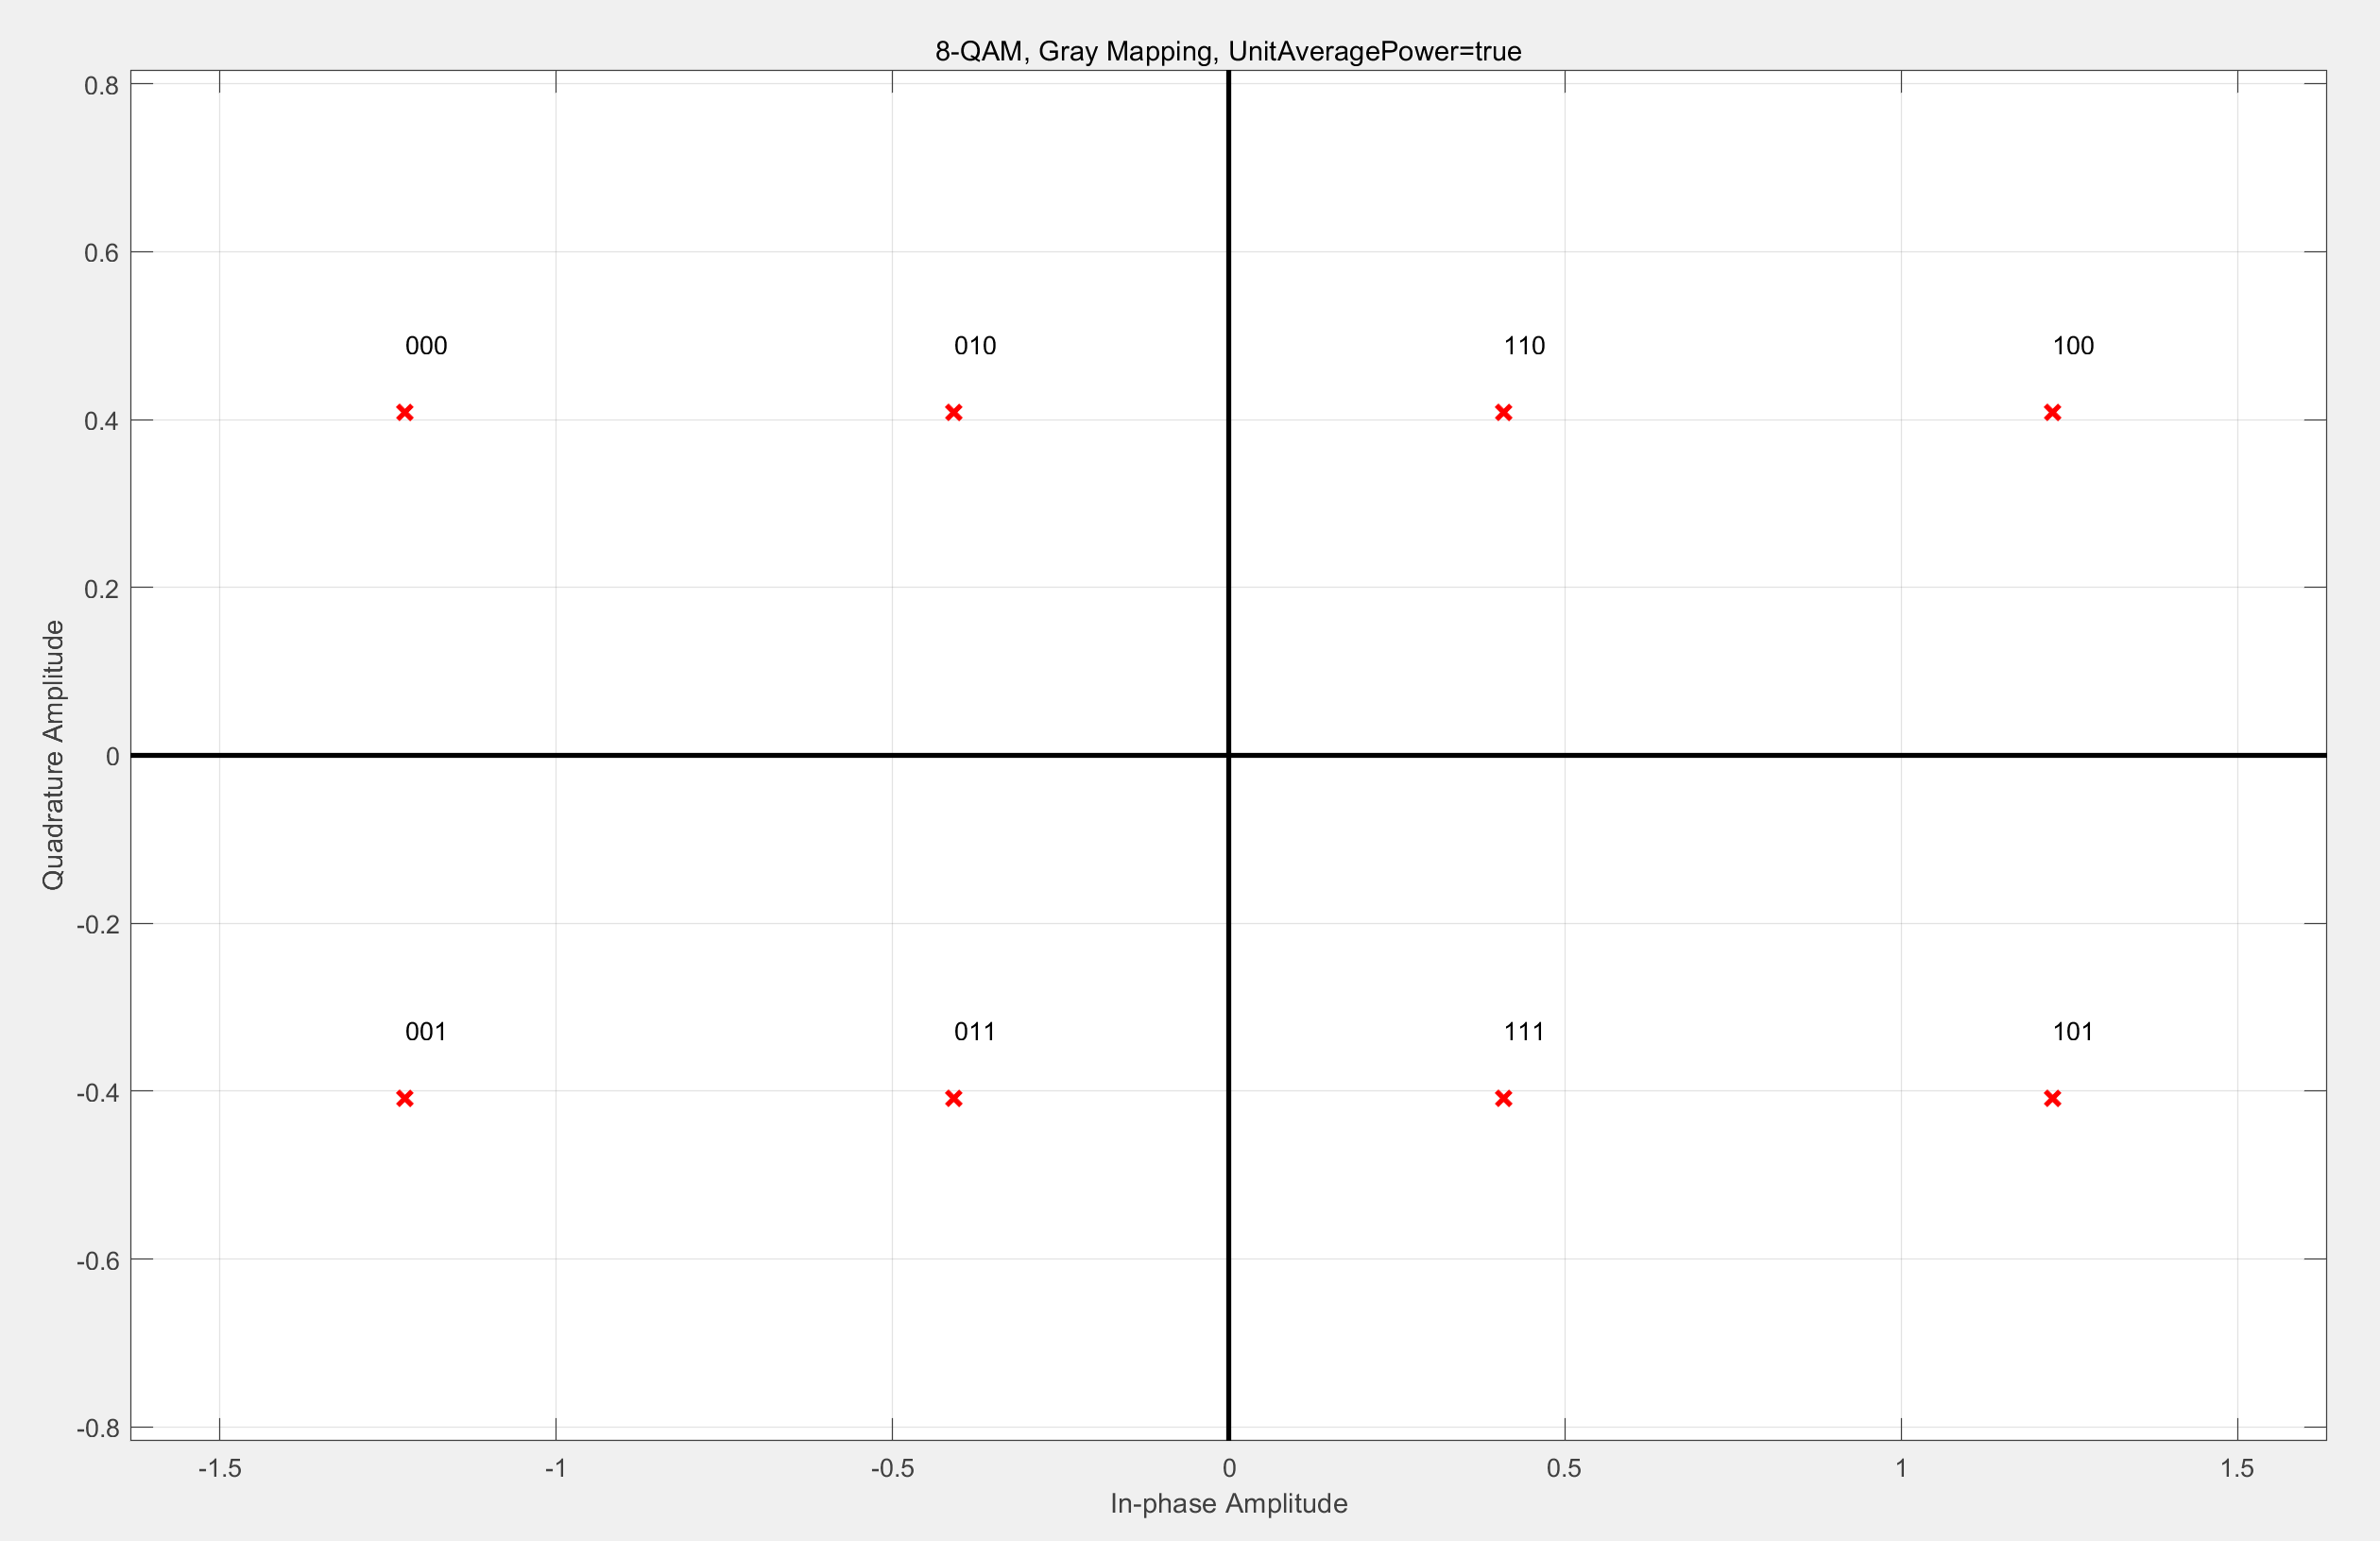 8-QAM, Gray Mapping, UnitAveragePower=true
0.8
0.6
000 010 110 100
0.4
0.2
Quadrature Amplitude
0
-0.2
001 011 111 101
-0.4
-0.6
-0.8
-1.5 -1 -0.5 0 0.5 1 1.5
In-phase Amplitude